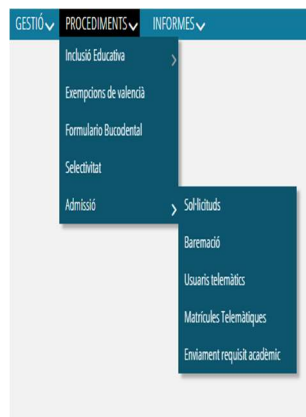 GESTIÓ PROCEDIMENTS INFORMES
Inclusió Educativa
Exempcions de valencià
Formulario Bucodental
Selectivitat
Admissió
Sol·licituds
Baremació
Usuaris telemàtics
Matrícules Telemàtiques
Enviament requisit acadèmic